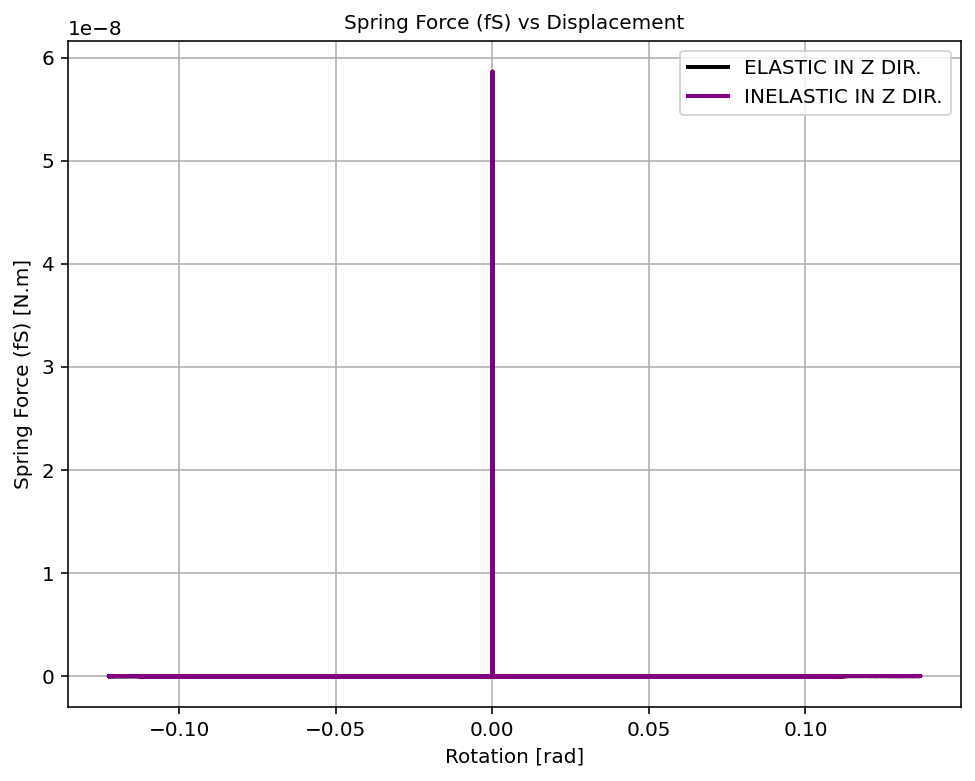 Spring Force (fS) vs Displacement
1e−8
ELASTIC IN Z DIR.
INELASTIC IN Z DIR.
6
5
4
3
2
1
0
Spring Force (fS) [N.m]
−0.10 −0.05 0.00 0.05 0.10
Rotation [rad]